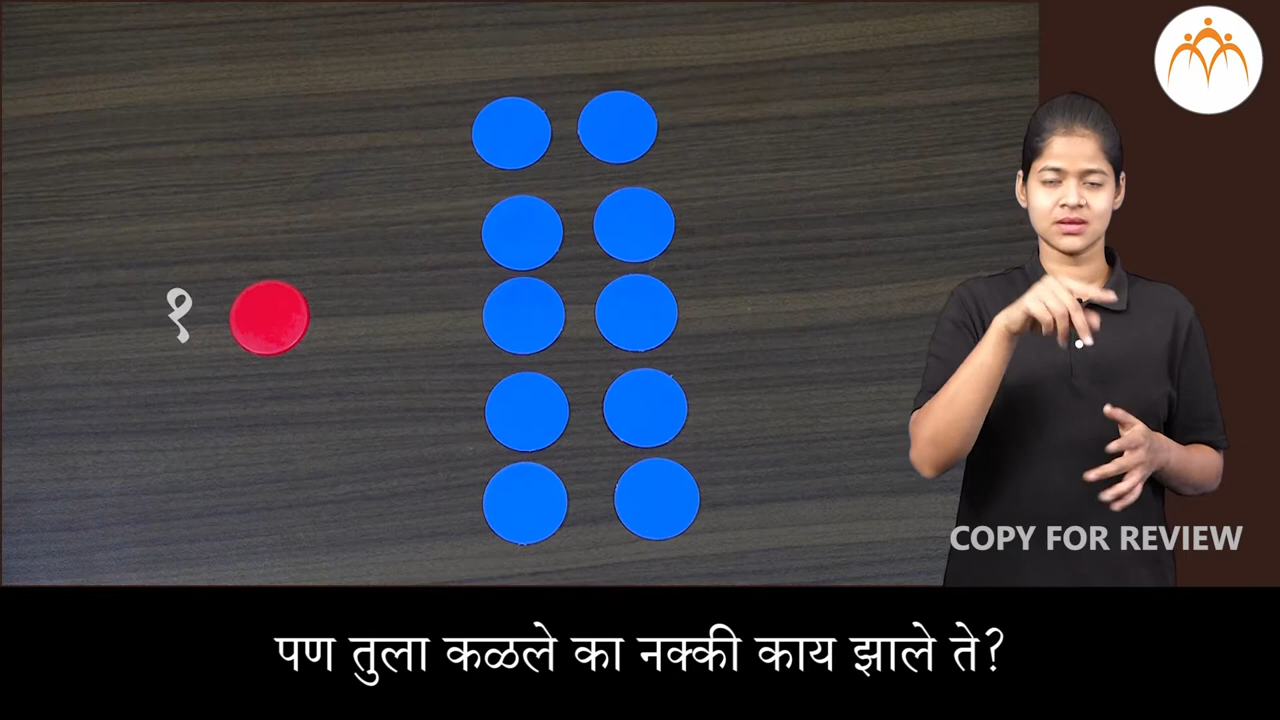 १
COPY FOR REVIEW
पण तुला कळले का नक्की काय झाले ते?